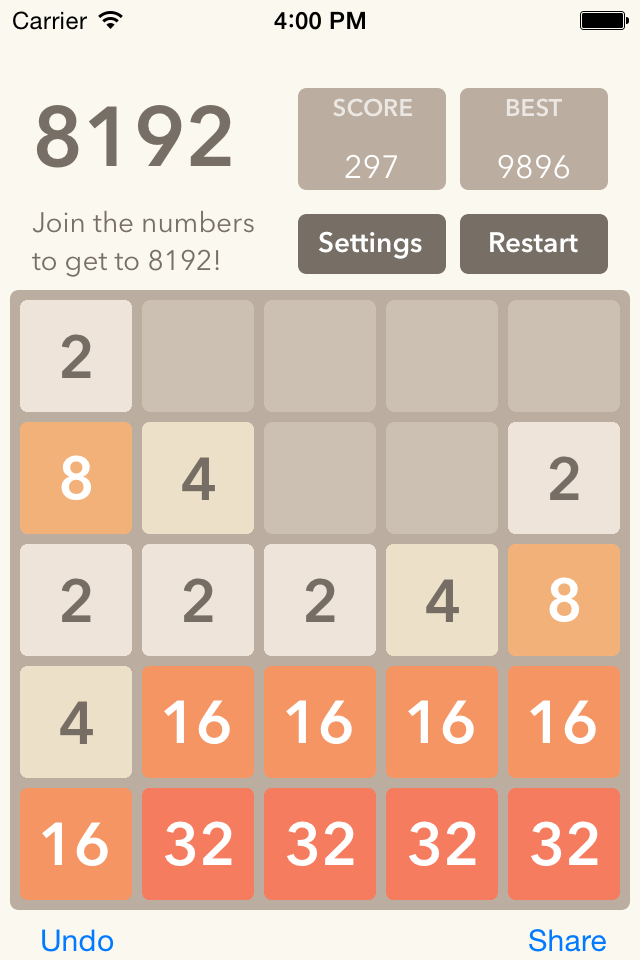 Carrier 4:00 PM
8192
SCORE BEST
297 9896
Join the numbers
to get to 8192!
Settings Restart
2
8 4 2
2 2 2 4 8
4 16 16 16 16
16 32 32 32 32
Undo Share